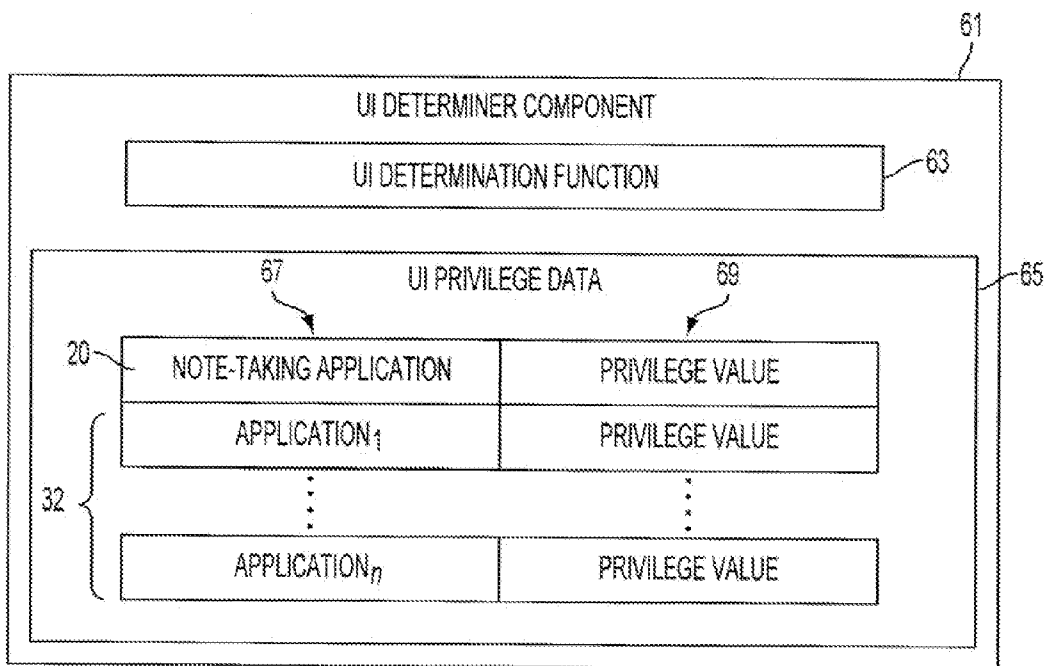 61
UI DETERMINER COMPONENT
UI DETERMINATION FUNCTION
63
UI PRIVILEGE DATA
67
69
65
20
NOTE-TAKING APPLICATION
PRIVILEGE VALUE
APPLICATION1
PRIVILEGE VALUE
32
APPLICATIONn
PRIVILEGE VALUE